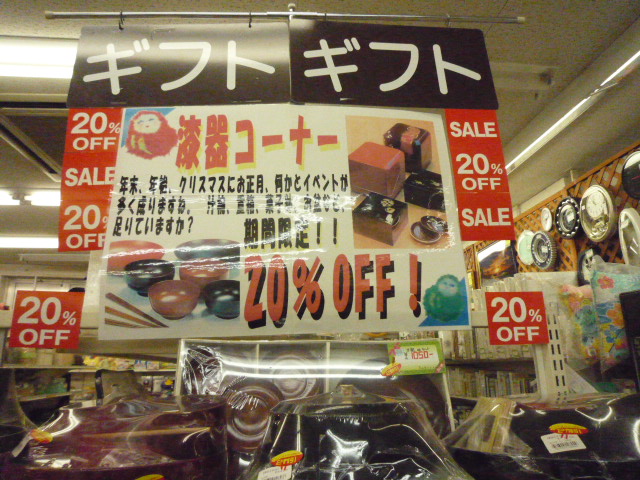 ギフト ギフト
20% OFF
SALE
20% OFF
SALE
20% OFF
SALE
漆器コーナー
年末、年始、クリスマスにお正月、何かとイベントが
多く成りますね。
足りていますか?
期間限定!!
20% OFF!
20% OFF
20% OFF
¥1050.-